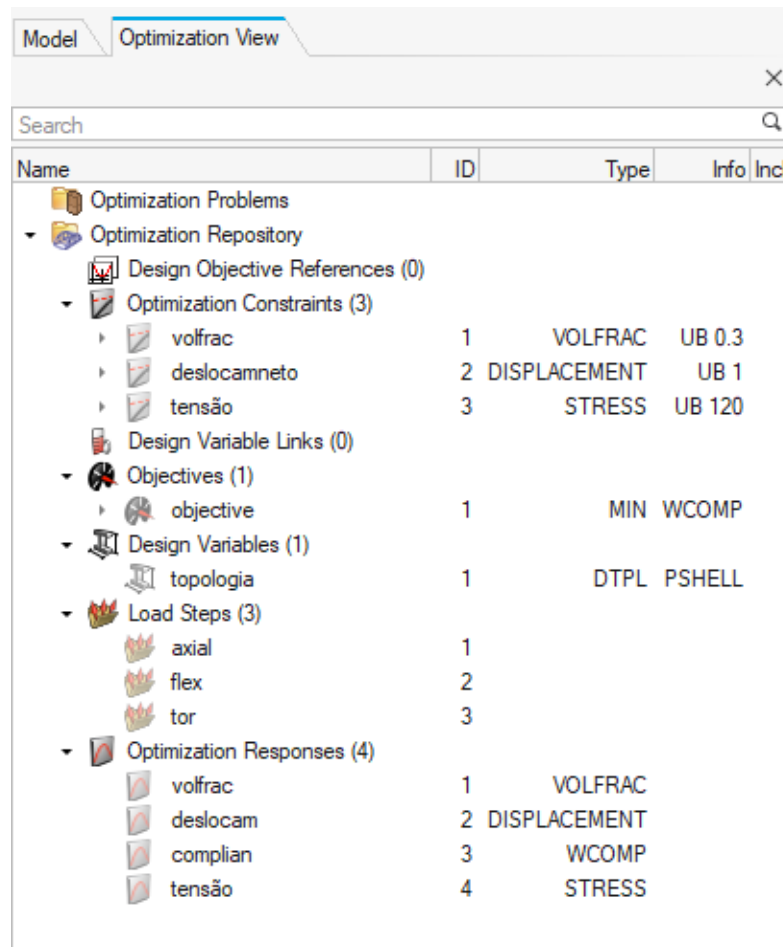 Model Optimization View
Search
Name ID Type Info Incl
Optimization Problems
Optimization Repository
Design Objective References (0)
Optimization Constraints (3)
volfrac 1 VOLFRAC UB 0.3
deslocamneto 2 DISPLACEMENT UB 1
tensão 3 STRESS UB 120
Design Variable Links (0)
Objectives (1)
objective 1 MIN WCOMP
Design Variables (1)
topologia 1 DTPL PSHELL
Load Steps (3)
axial 1
flex 2
tor 3
Optimization Responses (4)
volfrac 1 VOLFRAC
deslocam 2 DISPLACEMENT
complian 3 WCOMP
tensão 4 STRESS